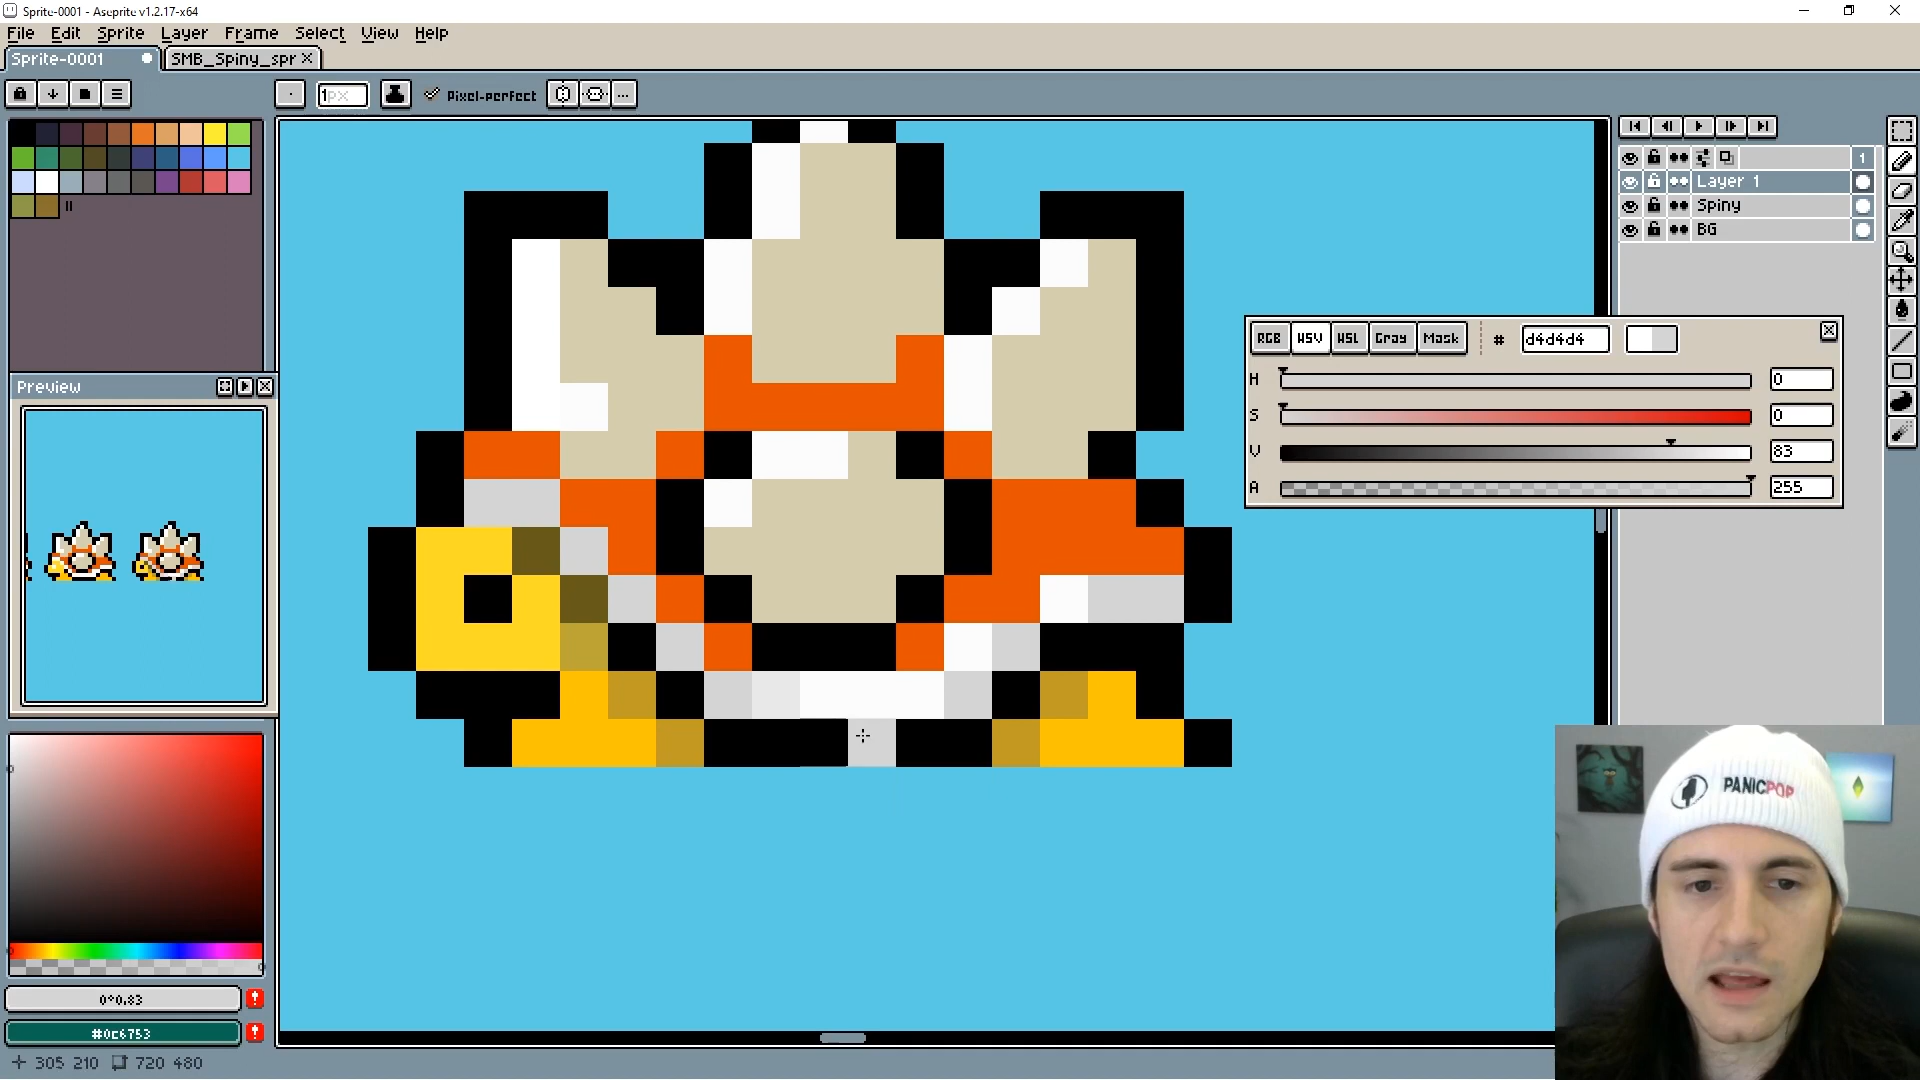 Sprite-0001 - Aseprite v1.2.17-x64
File Edit Sprite Layer Frame Select View Help
Sprite-0001 SMB_Spiny_spr
1px Pixel-perfect
1
Layer 1
Spiny
BG
RGB HSV HSL Gray Mask # d4d4d4
H 0
S 0
V 83
A 255
Preview
0°0,83
#0c6753
305 210 720 480
PANICPOP